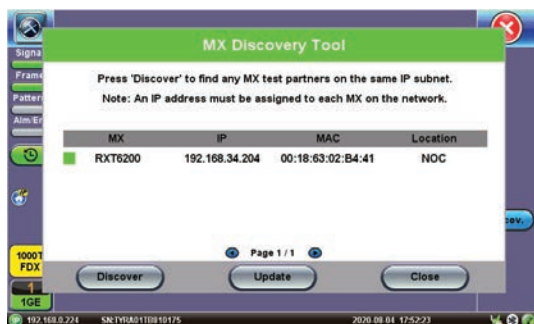 MX Discovery Tool
Signa
Frame
Press 'Discover' to find any MX test partners on the same IP subnet.
Patter
Note: An IP address must be assigned to each MX on the network.
Alm/Er
MX IP MAC Location
RXT6200 192.168.34.204 00:18:63:02:B4:41 NOC
cov.
Page 1 / 1
1000T
FDX
Discover Update Close
1
1GE
192.168.0.224 2020-08-04 17:52:23